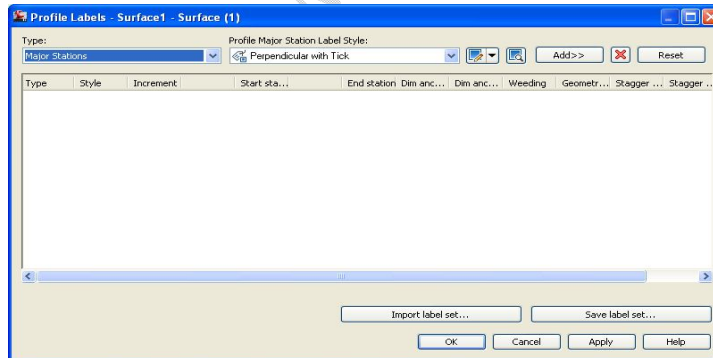 Profile Labels - Surface1 - Surface (1)
Type: Profile Major Station Label Style:
Major Stations Perpendicular with Tick Add>> Reset
Type Style Increment Start sta... End station Dim anc... Dim anc... Weeding Geometr... Stagger ... Stagger ...
Import label set... Save label set...
OK Cancel Apply Help